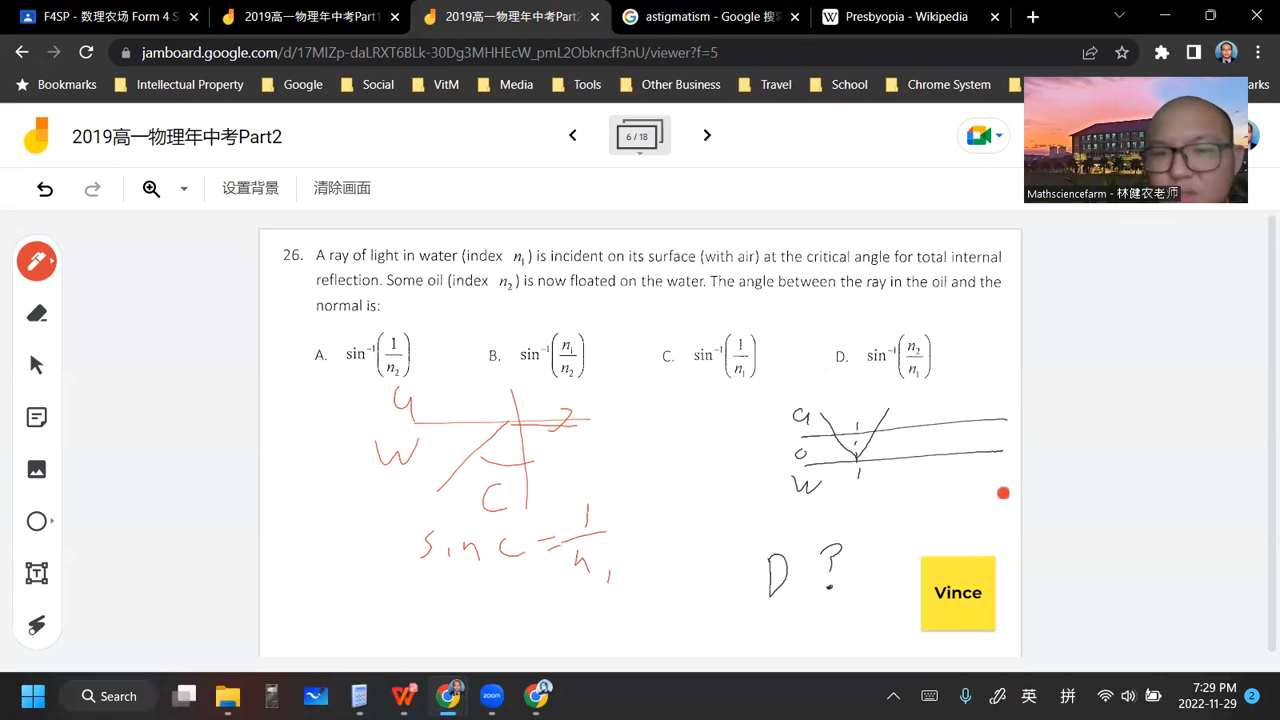 F4SP - 数理农场 Form 4 S
2019高一物理年中考Part1
2019高一物理年中考Part2
astigmatism - Google 搜索
Presbyopia - Wikipedia
jamboard.google.com/d/17MIZp-daLRXT6BLk-30Dg3MHHEcW_pmL2Obkncff3nU/viewer?f=5
Bookmarks
Intellectual Property
Google
Social
VitM
Media
Tools
Other Business
Travel
School
Chrome System
2019高一物理年中考Part2
6 / 18
设置背景
清除画面
Mathsciencefarm - 林健农老师
26. A ray of light in water (index n₁) is incident on its surface (with air) at the critical angle for total internal
reflection. Some oil (index n₂) is now floated on the water. The angle between the ray in the oil and the
normal is:
A. sin⁻¹(1/n₂) B. sin⁻¹(n₁/n₂) C. sin⁻¹(1/n₁) D. sin⁻¹(n₂/n₁)
a
W
C
sin c = 1/n₁
a
o
W
D ?
Vince
Search
英
拼
7:29 PM
2022-11-29
2